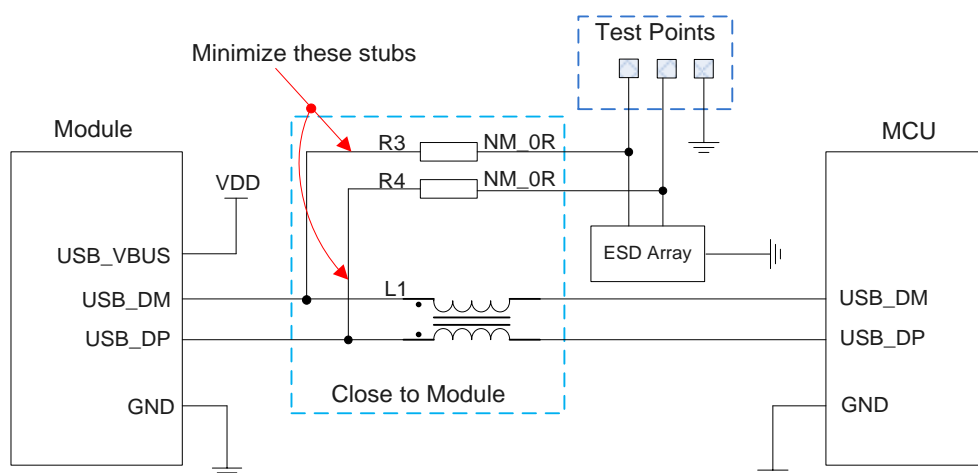 Test Points
Minimize these stubs
Module
MCU
R3
NM_0R
R4
NM_0R
VDD
ESD Array
USB_VBUS
USB_DM
L1
USB_DM
USB_DP
USB_DP
Close to Module
GND
GND